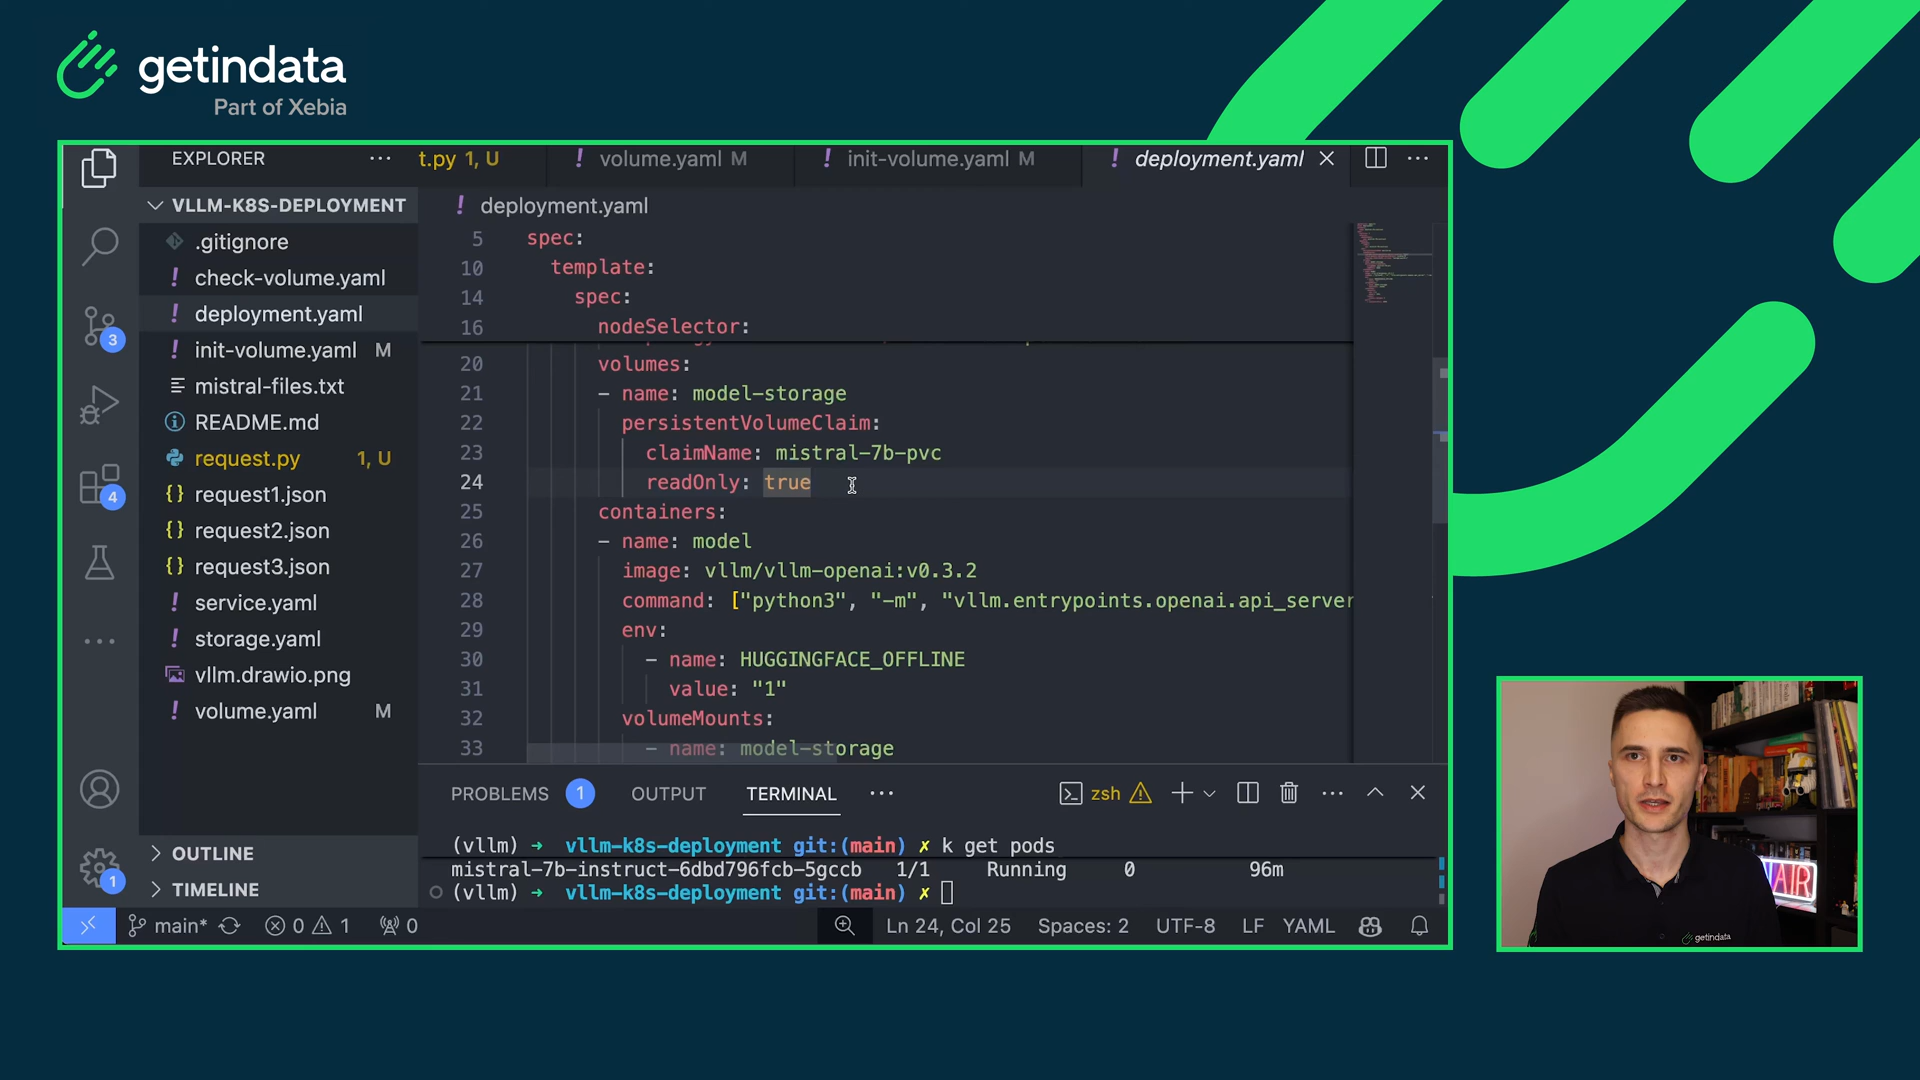 getindata
Part of Xebia
EXPLORER
t.py 1, U
! volume.yaml M
! init-volume.yaml M
! deployment.yaml
VLLM-K8S-DEPLOYMENT
.gitignore
! check-volume.yaml
! deployment.yaml
! init-volume.yaml M
mistral-files.txt
README.md
request.py 1, U
{} request1.json
{} request2.json
{} request3.json
! service.yaml
! storage.yaml
vllm.drawio.png
! volume.yaml M
OUTLINE
TIMELINE
3
4
1
! deployment.yaml
5 spec:
10 template:
14 spec:
16 nodeSelector:
20 volumes:
21 - name: model-storage
22 persistentVolumeClaim:
23 claimName: mistral-7b-pvc
24 readOnly: true
25 containers:
26 - name: model
27 image: vllm/vllm-openai:v0.3.2
28 command: ["python3", "-m", "vllm.entrypoints.openai.api_server
29 env:
30 - name: HUGGINGFACE_OFFLINE
31 value: "1"
32 volumeMounts:
33 - name: model-storage
PROBLEMS 1 OUTPUT TERMINAL
zsh
(vllm) → vllm-k8s-deployment git:(main) ✗ k get pods
mistral-7b-instruct-6dbd796fcb-5gccb 1/1 Running 0 96m
(vllm) → vllm-k8s-deployment git:(main) ✗
main* 0 1 0
Ln 24, Col 25 Spaces: 2 UTF-8 LF YAML
AIR
getindata